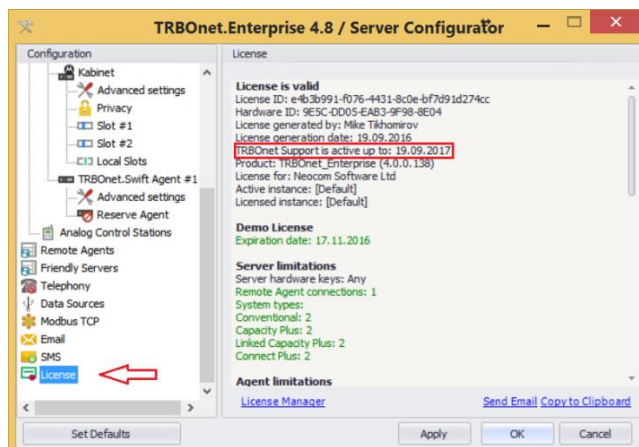 TRBOnet.Enterprise 4.8 / Server Configurator
Configuration
Kabinet
Advanced settings
Privacy
Slot #1
Slot #2
Local Slots
TRBOnet.Swift Agent #1
Advanced settings
Reserve Agent
Analog Control Stations
Remote Agents
Friendly Servers
Telephony
Data Sources
Modbus TCP
Email
SMS
License
Set Defaults
License
License is valid
License ID: e4b3b991-f076-4431-8c0e-bf7d91d274cc
Hardware ID: 9E5C-DD05-EAB3-9F98-8E04
License generated by: Mike Tikhomirov
License generation date: 19.09.2016
TRBOnet Support is active up to: 19.09.2017
Product: TRBOnet_Enterprise (4.0.0.138)
License for: Neocom Software Ltd
Active instance: [Default]
Licensed instance: [Default]
Demo License
Expiration date: 17.11.2016
Server limitations
Server hardware keys: Any
Remote Agent connections: 1
System types:
Conventional: 2
Capacity Plus: 2
Linked Capacity Plus: 2
Connect Plus: 2
Agent limitations
License Manager
Send Email Copy to Clipboard
Apply
OK
Cancel